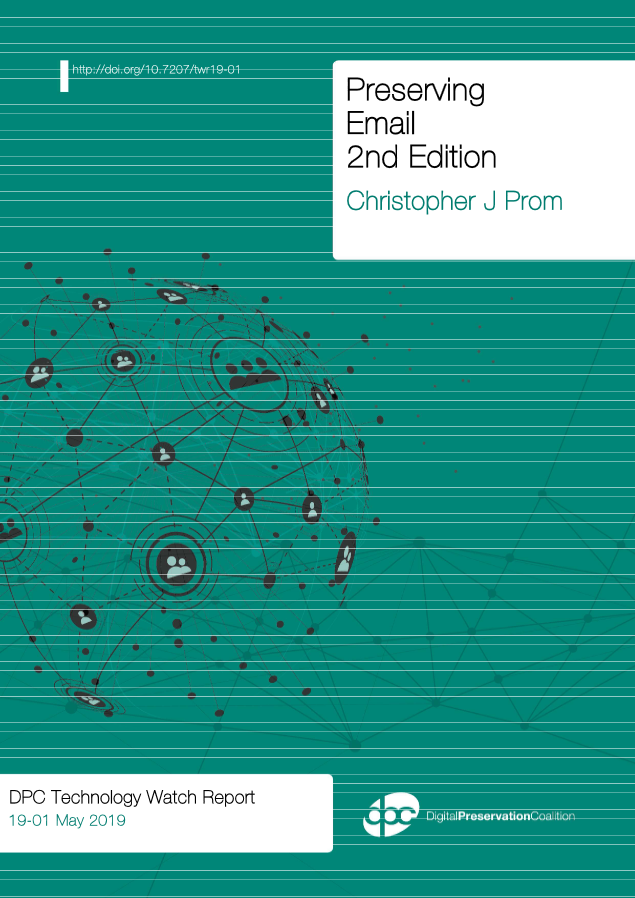 http://doi.org/10.7207/twr19-01
Preserving
Email
2nd Edition
Christopher J Prom
DPC Technology Watch Report
19-01 May 2019
dpc
DigitalPreservationCoalition